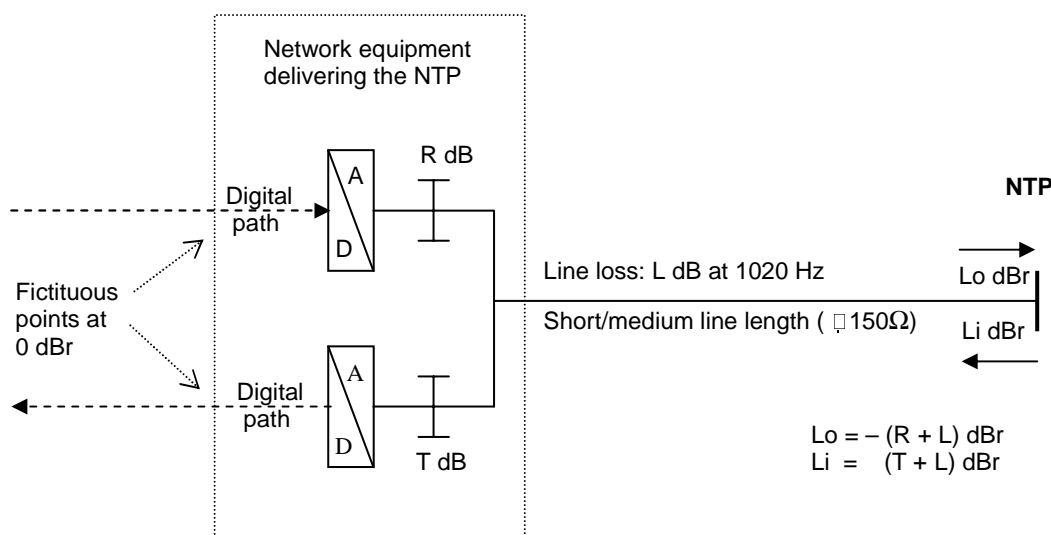 Network equipment
delivering the NTP
R dB
A
D
Digital
path
NTP
Line loss: L dB at 1020 Hz
Lo dBr
Fictituous
points at
0 dBr
Short/medium line length ( 150Ω)
Li dBr
A
D
Digital
path
T dB
Lo = – (R + L) dBr
Li = (T + L) dBr